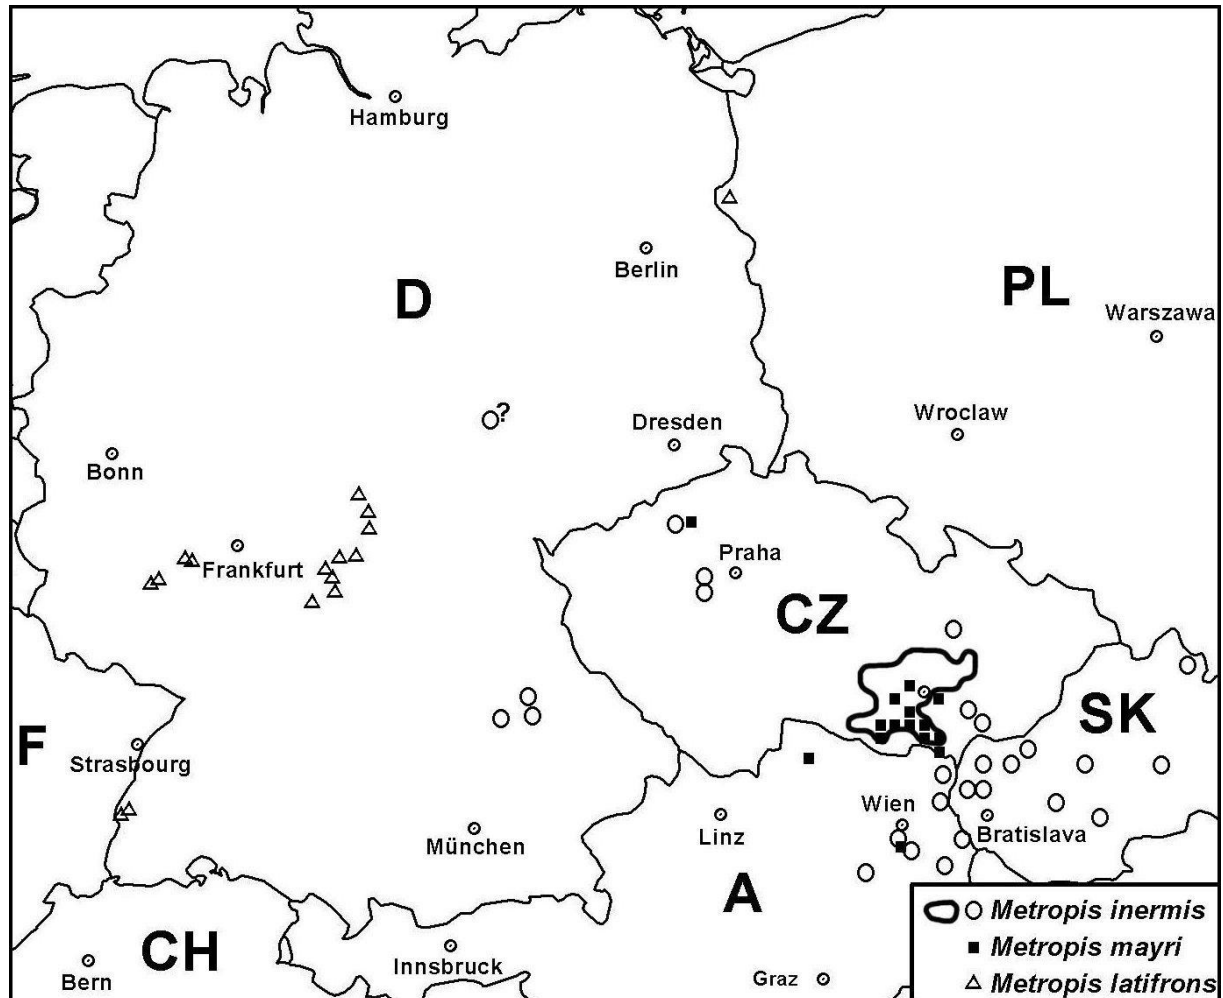 Hamburg
Berlin
D
PL
Warszawa
?
Wroclaw
Dresden
Bonn
Praha
Frankfurt
CZ
SK
F
Strasbourg
Wien
Bratislava
Linz
München
A
CH
Innsbruck
Bern
Graz
Metropis inermis
Metropis mayri
Metropis latifrons